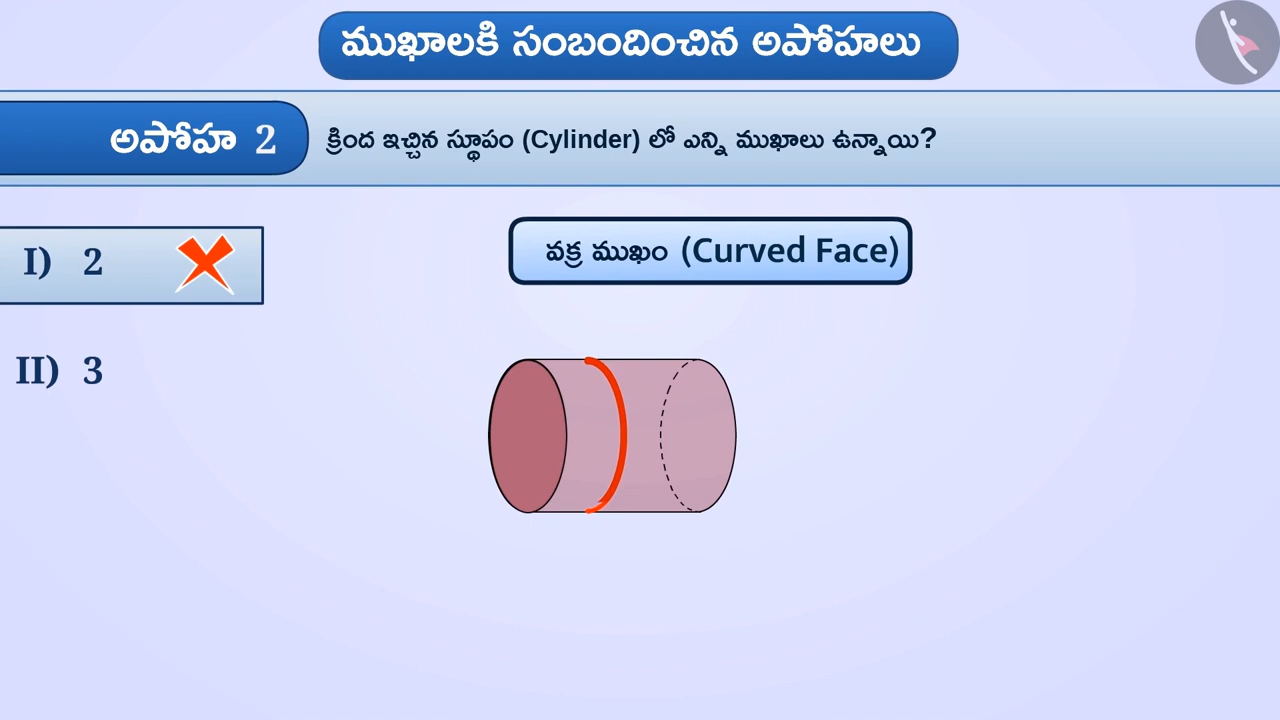 ముఖాలకి సంబందించిన అపోహలు
అపోహ 2
క్రింద ఇచ్చిన స్థూపం (Cylinder) లో ఎన్ని ముఖాలు ఉన్నాయి?
I) 2
వక్ర ముఖం (Curved Face)
II) 3